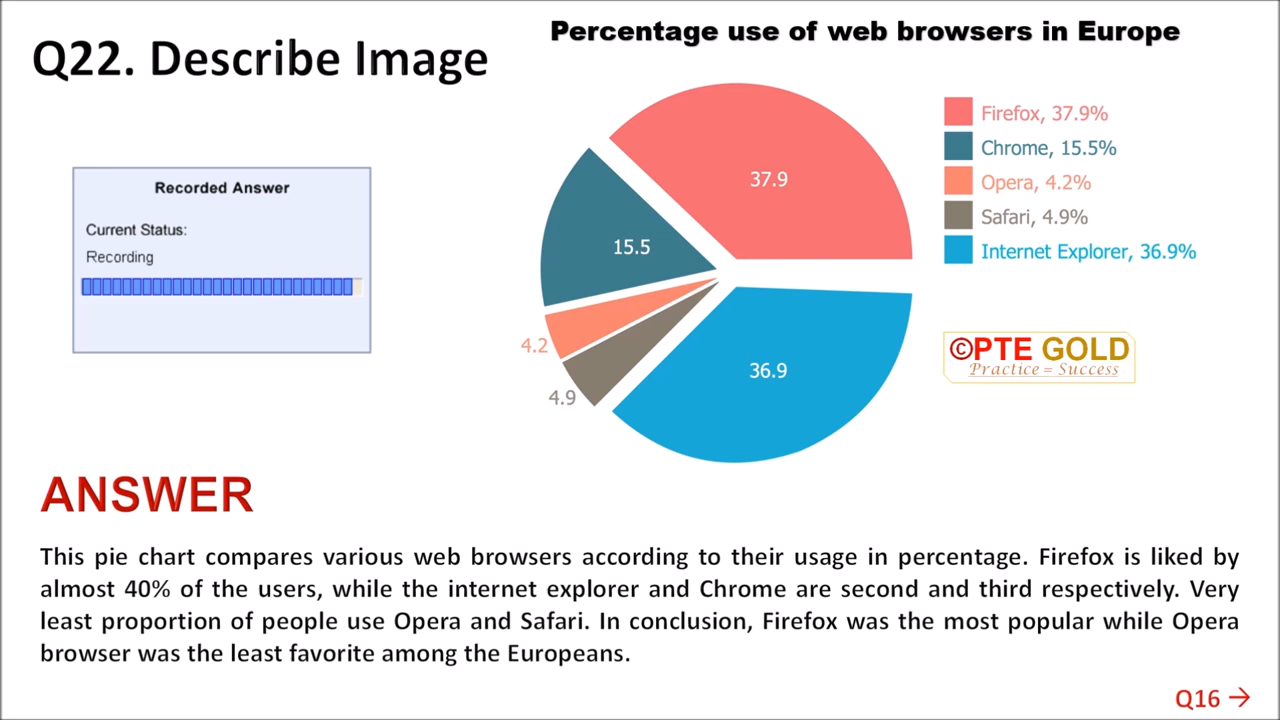 Q22. Describe Image
Percentage use of web browsers in Europe
Recorded Answer
Current Status:
Recording
37.9
15.5
4.2
4.9
36.9
Firefox, 37.9%
Chrome, 15.5%
Opera, 4.2%
Safari, 4.9%
Internet Explorer, 36.9%
©PTE GOLD
Practice = Success
ANSWER
This pie chart compares various web browsers according to their usage in percentage. Firefox is liked by
almost 40% of the users, while the internet explorer and Chrome are second and third respectively. Very
least proportion of people use Opera and Safari. In conclusion, Firefox was the most popular while Opera
browser was the least favorite among the Europeans.
Q16 →